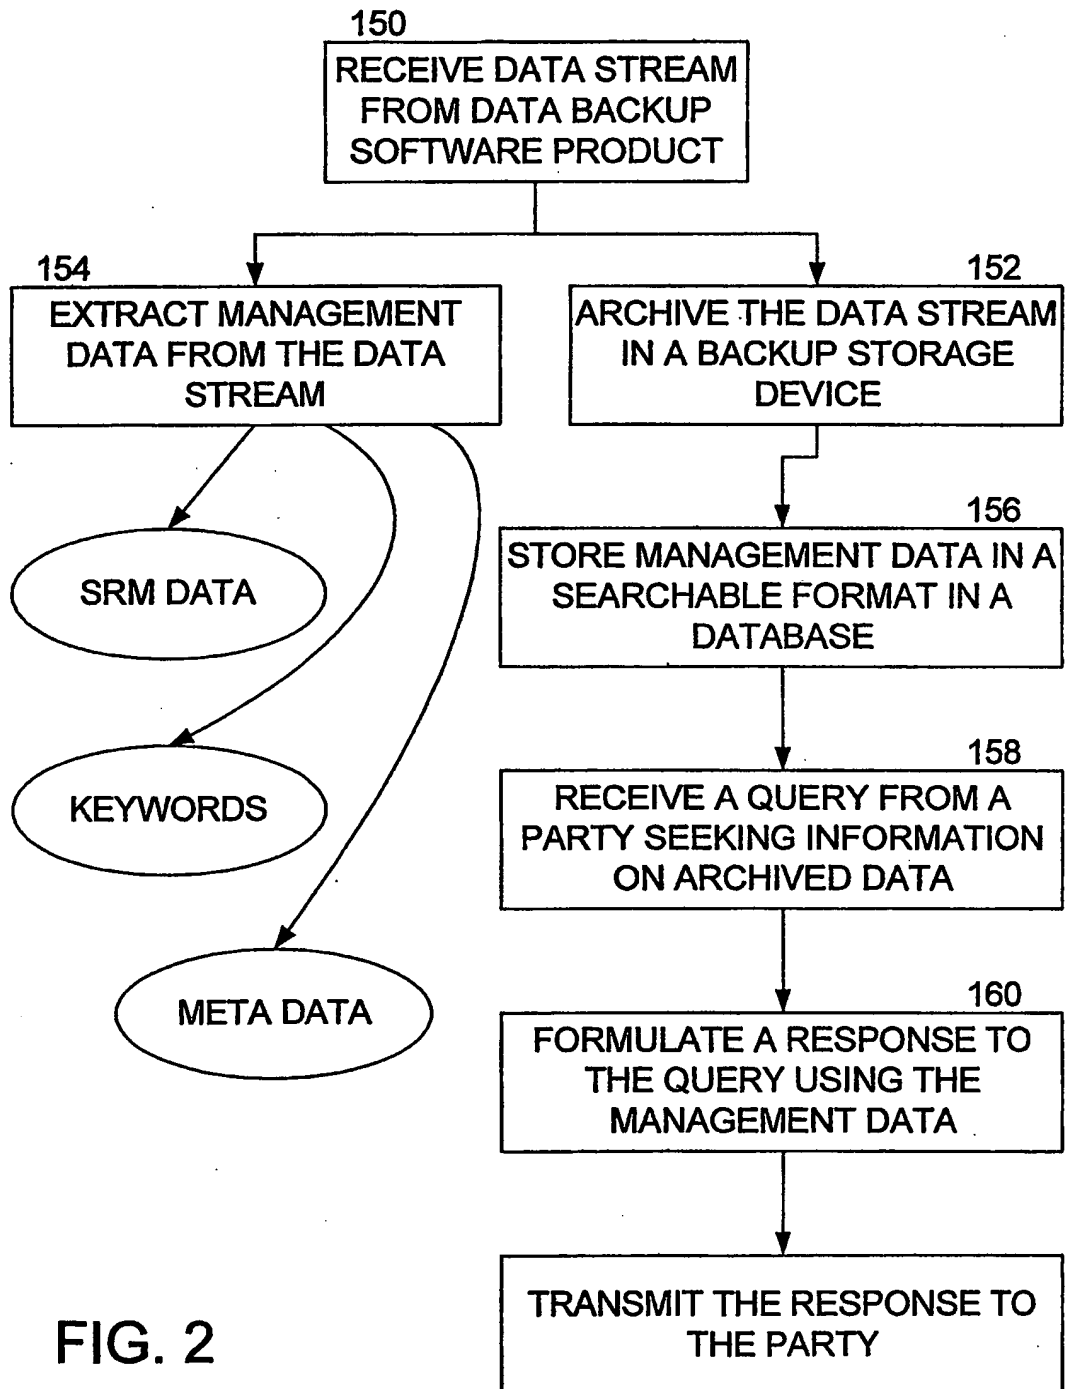 150
RECEIVE DATA STREAM
FROM DATA BACKUP
SOFTWARE PRODUCT
154
EXTRACT MANAGEMENT
DATA FROM THE DATA
STREAM
152
ARCHIVE THE DATA STREAM
IN A BACKUP STORAGE
DEVICE
SRM DATA
KEYWORDS
META DATA
156
STORE MANAGEMENT DATA IN A
SEARCHABLE FORMAT IN A
DATABASE
158
RECEIVE A QUERY FROM A
PARTY SEEKING INFORMATION
ON ARCHIVED DATA
160
FORMULATE A RESPONSE TO
THE QUERY USING THE
MANAGEMENT DATA
TRANSMIT THE RESPONSE TO
THE PARTY
FIG. 2